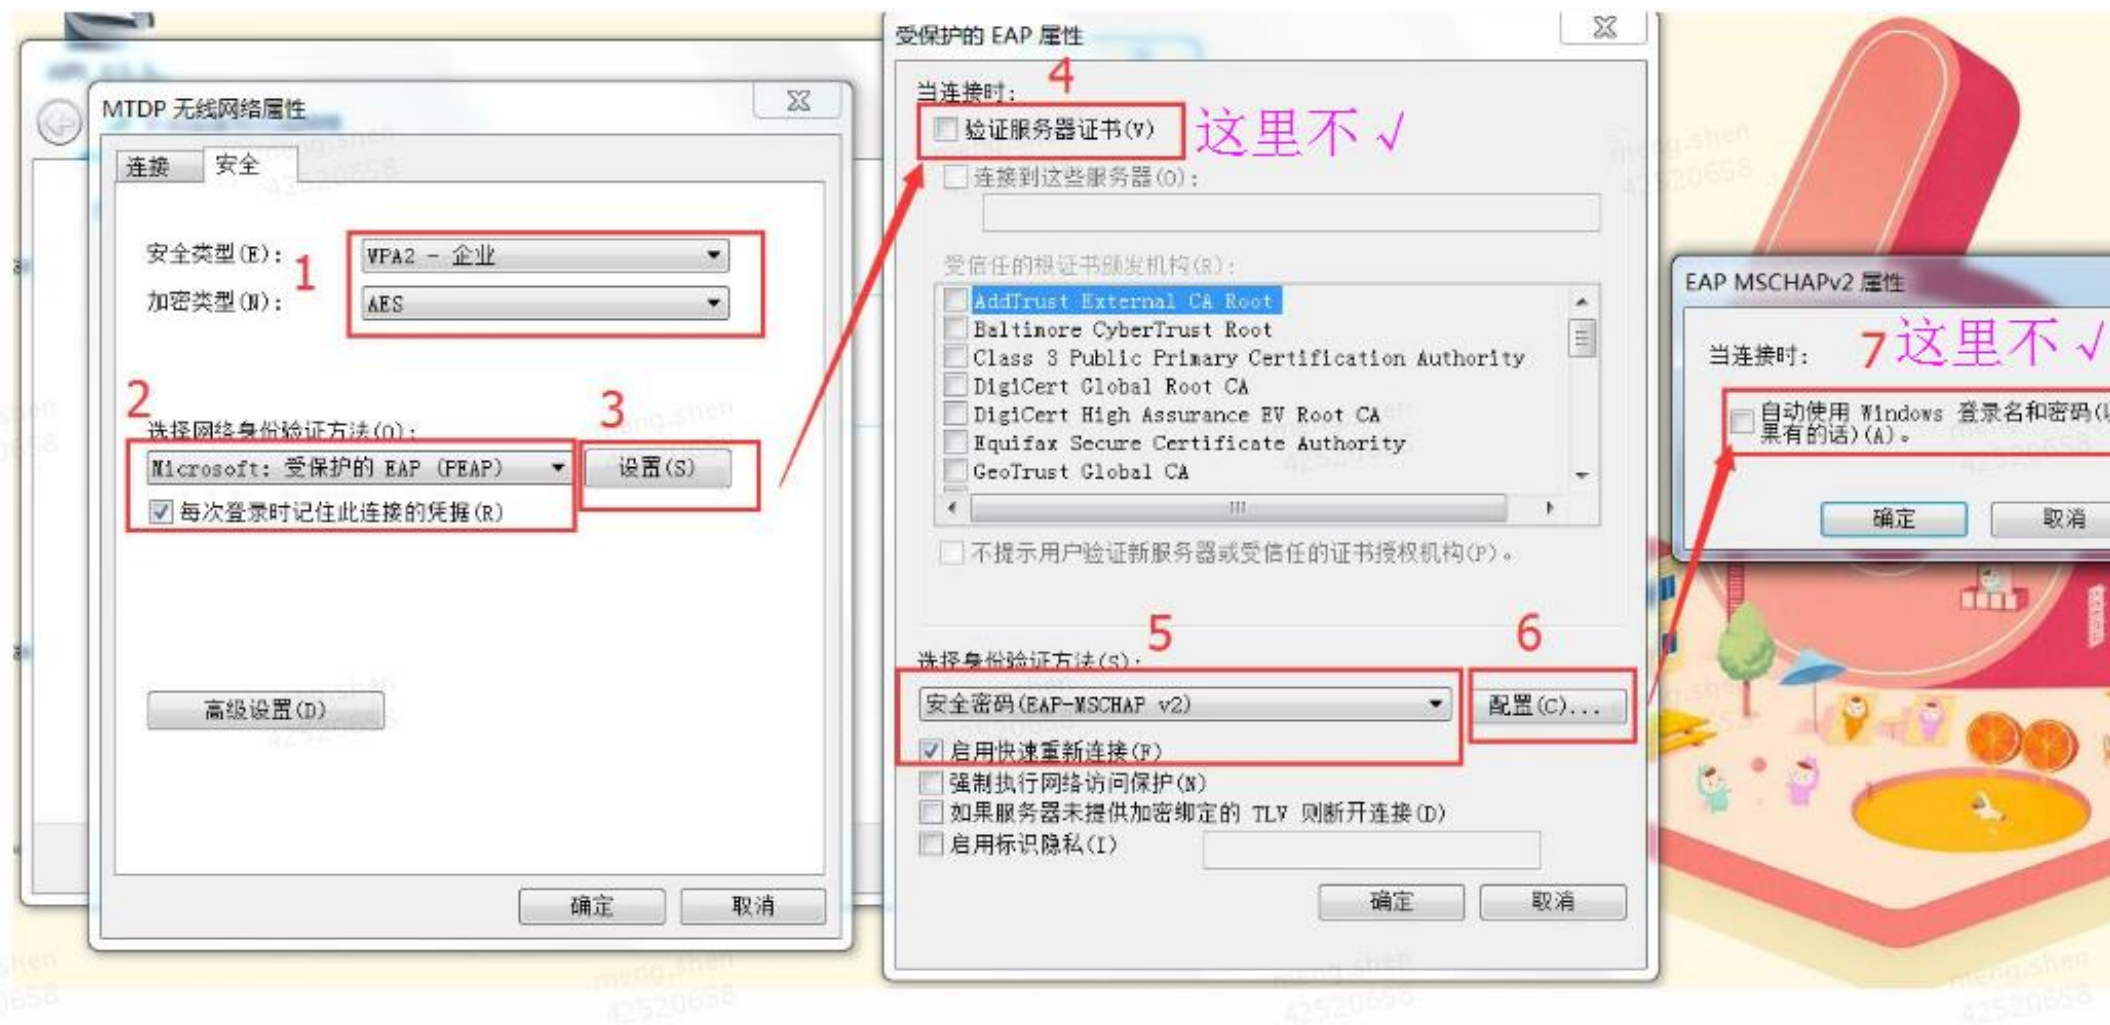 MTDP 无线网络属性
连接
安全
安全类型(E):
1
WPA2 - 企业
加密类型(N):
AES
2
选择网络身份验证方法(O):
3
Microsoft: 受保护的 EAP (PEAP)
设置(S)
每次登录时记住此连接的凭据(R)
高级设置(D)
确定
取消
受保护的 EAP 属性
4
当连接时:
验证服务器证书(V)
这里不√
连接到这些服务器(O):
受信任的根证书颁发机构(R):
AddTrust External CA Root
Baltimore CyberTrust Root
Class 3 Public Primary Certification Authority
DigiCert Global Root CA
DigiCert High Assurance EV Root CA
Equifax Secure Certificate Authority
GeoTrust Global CA
不提示用户验证新服务器或受信任的证书授权机构(P)。
5
6
选择身份验证方法(S):
安全密码(EAP-MSCHAP v2)
配置(C)...
启用快速重新连接(F)
强制执行网络访问保护(N)
如果服务器未提供加密绑定的 TLV 则断开连接(D)
启用标识隐私(I)
确定
取消
EAP MSCHAPv2 属性
7这里不√
当连接时:
自动使用 Windows 登录名和密码(以
果有的话)(A)。
确定
取消
meng.shen
42520658